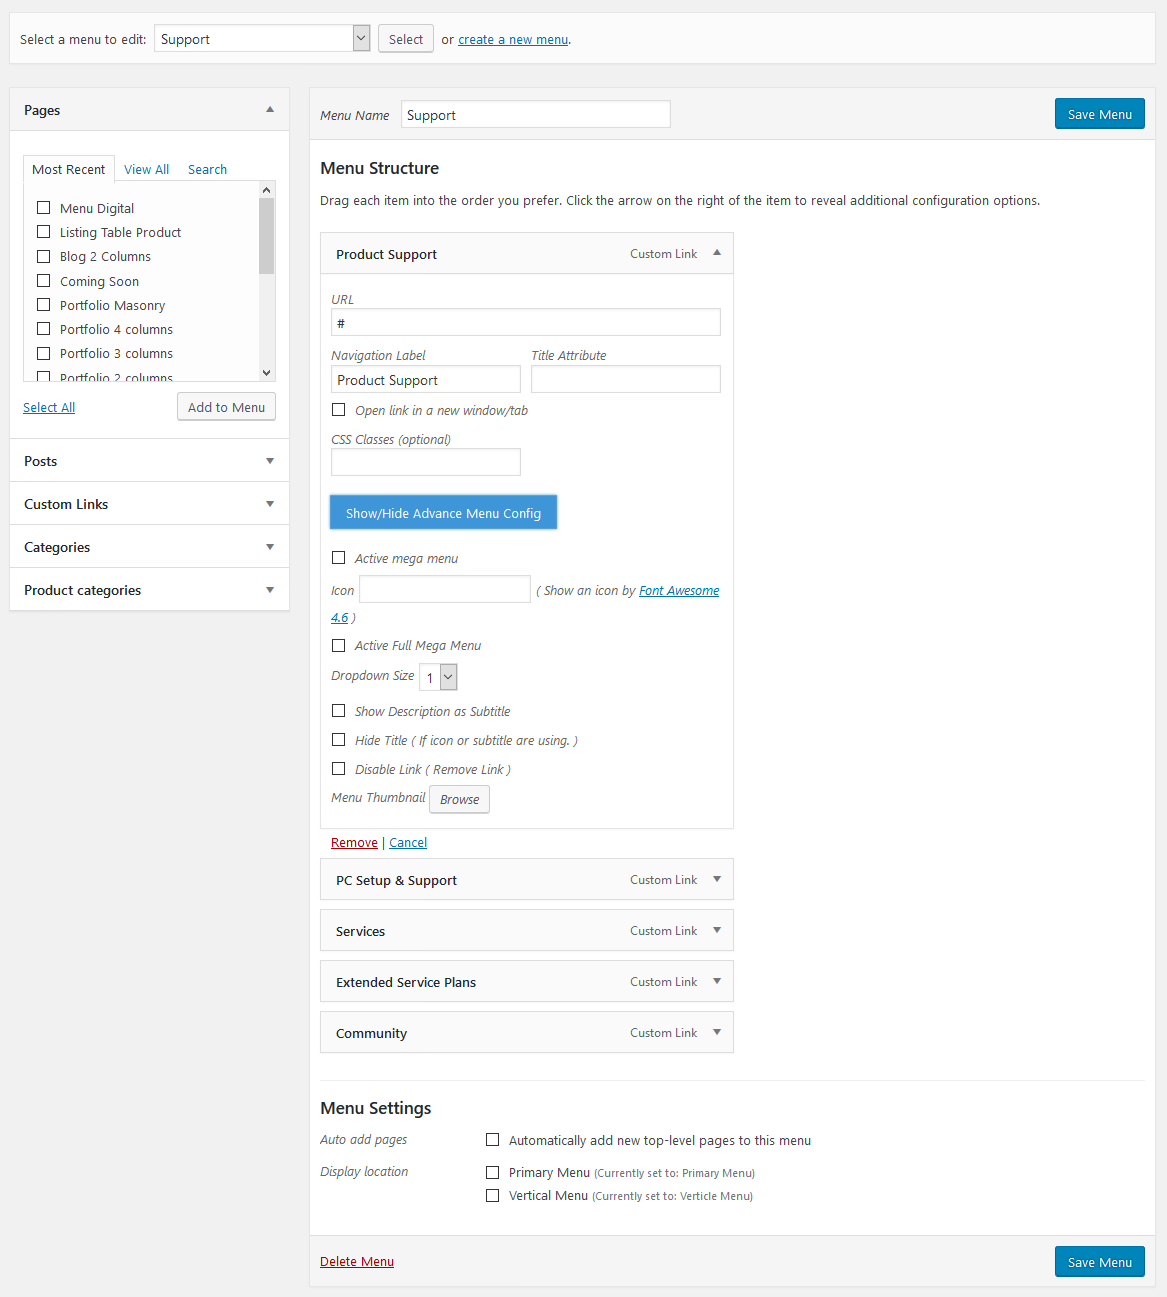 Select a menu to edit: Support Select or create a new menu.
Pages
Most Recent View All Search
Menu Digital
Listing Table Product
Blog 2 Columns
Coming Soon
Portfolio Masonry
Portfolio 4 columns
Portfolio 3 columns
Portfolio 2 columns
Select All Add to Menu
Posts
Custom Links
Categories
Product categories
Menu Name Support Save Menu
Menu Structure
Drag each item into the order you prefer. Click the arrow on the right of the item to reveal additional configuration options.
Product Support Custom Link
URL
#
Navigation Label Title Attribute
Product Support
Open link in a new window/tab
CSS Classes (optional)
Show/Hide Advance Menu Config
Active mega menu
Icon ( Show an icon by Font Awesome
4.6 )
Active Full Mega Menu
Dropdown Size 1
Show Description as Subtitle
Hide Title ( If icon or subtitle are using. )
Disable Link ( Remove Link )
Menu Thumbnail Browse
Remove | Cancel
PC Setup & Support Custom Link
Services Custom Link
Extended Service Plans Custom Link
Community Custom Link
Menu Settings
Auto add pages Automatically add new top-level pages to this menu
Display location Primary Menu (Currently set to: Primary Menu)
Vertical Menu (Currently set to: Verticle Menu)
Delete Menu Save Menu